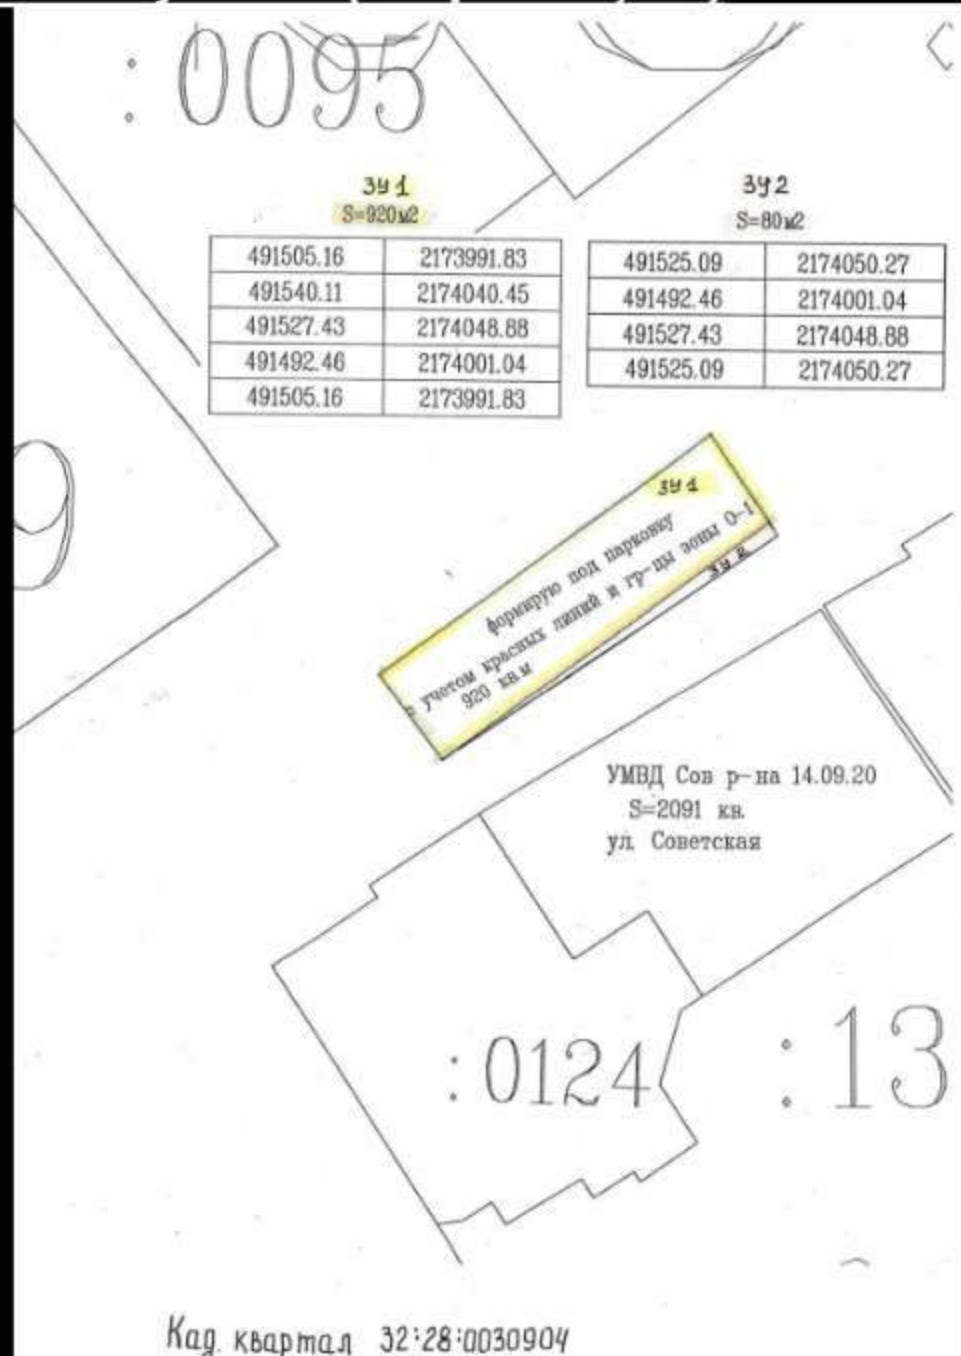 :0095
ЗУ 1
S=920м2
491505.16 2173991.83
491540.11 2174040.45
491527.43 2174048.88
491492.46 2174001.04
491505.16 2173991.83
ЗУ 2
S=80м2
491525.09 2174050.27
491492.46 2174001.04
491527.43 2174048.88
491525.09 2174050.27
ЗУ 1
формирую под парковку
с учетом красных линий и гр-цы зоны О-1
920 кв.м
ЗУ 2
УМВД Сов р-на 14.09.20
S=2091 кв.
ул. Советская
:0124
:13
Кад. квартал 32:28:0030904